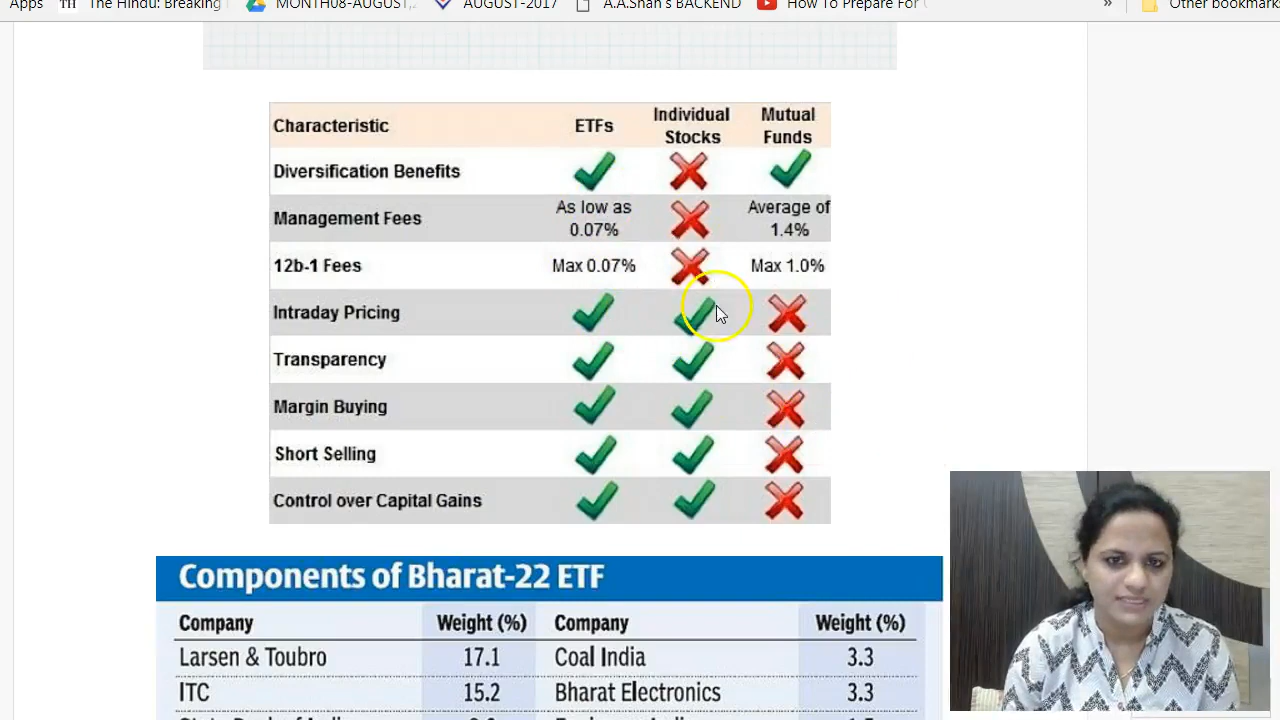 Apps The Hindu: Breaking MONTH08-AUGUST, AUGUST-2017 A.A.Shah's BACKEND How To Prepare For » Other bookmarks
Characteristic ETFs Individual Stocks Mutual Funds
Diversification Benefits
Management Fees As low as 0.07% Average of 1.4%
12b-1 Fees Max 0.07% Max 1.0%
Intraday Pricing
Transparency
Margin Buying
Short Selling
Control over Capital Gains
Components of Bharat-22 ETF
Company Weight (%) Company Weight (%)
Larsen & Toubro 17.1 Coal India 3.3
ITC 15.2 Bharat Electronics 3.3